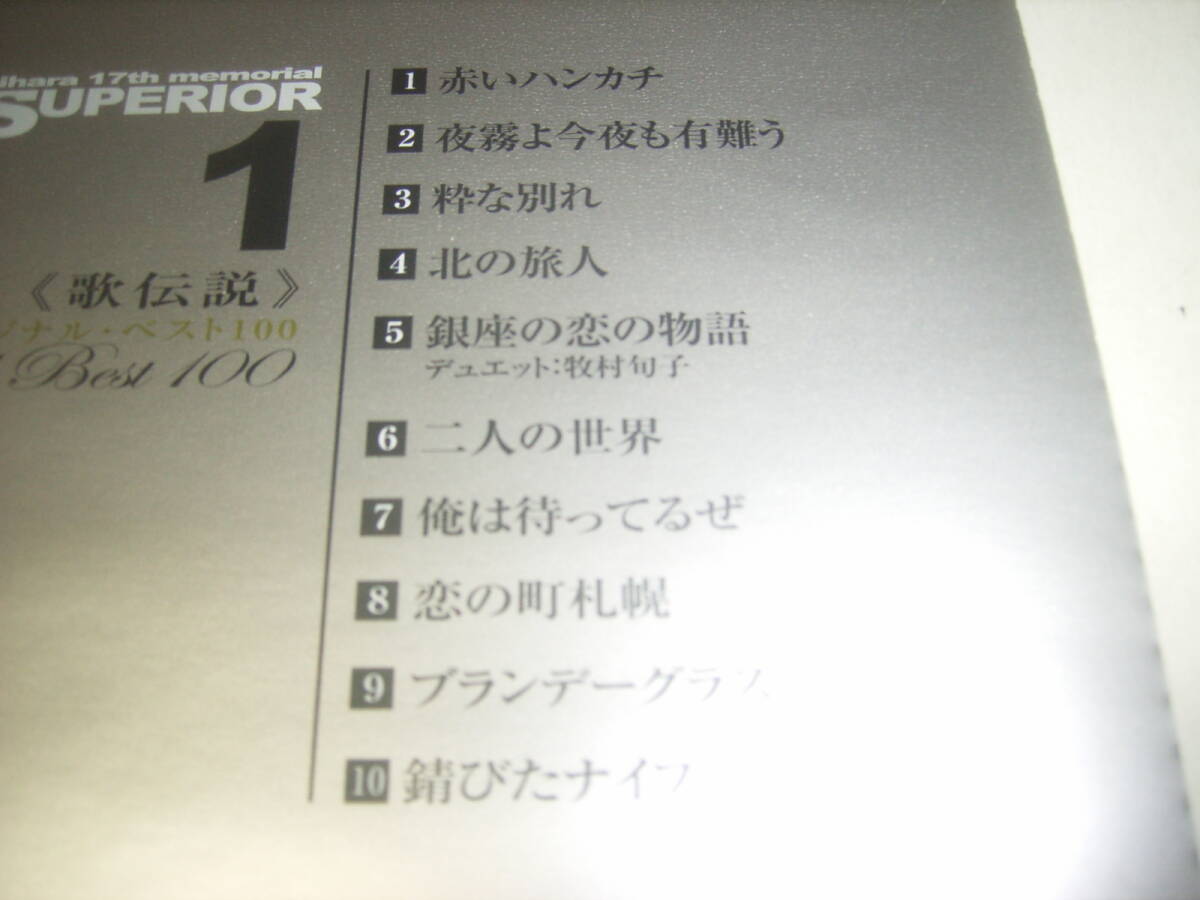 ihara 17th memorial
SUPERIOR
1
《歌伝説》
ジナル・ベスト100
Best 100
1 赤いハンカチ
2 夜霧よ今夜も有難う
3 粋な別れ
4 北の旅人
5 銀座の恋の物語
デュエット:牧村旬子
6 二人の世界
7 俺は待ってるぜ
8 恋の町札幌
9 ブランデーグラス
10 錆びたナイフ